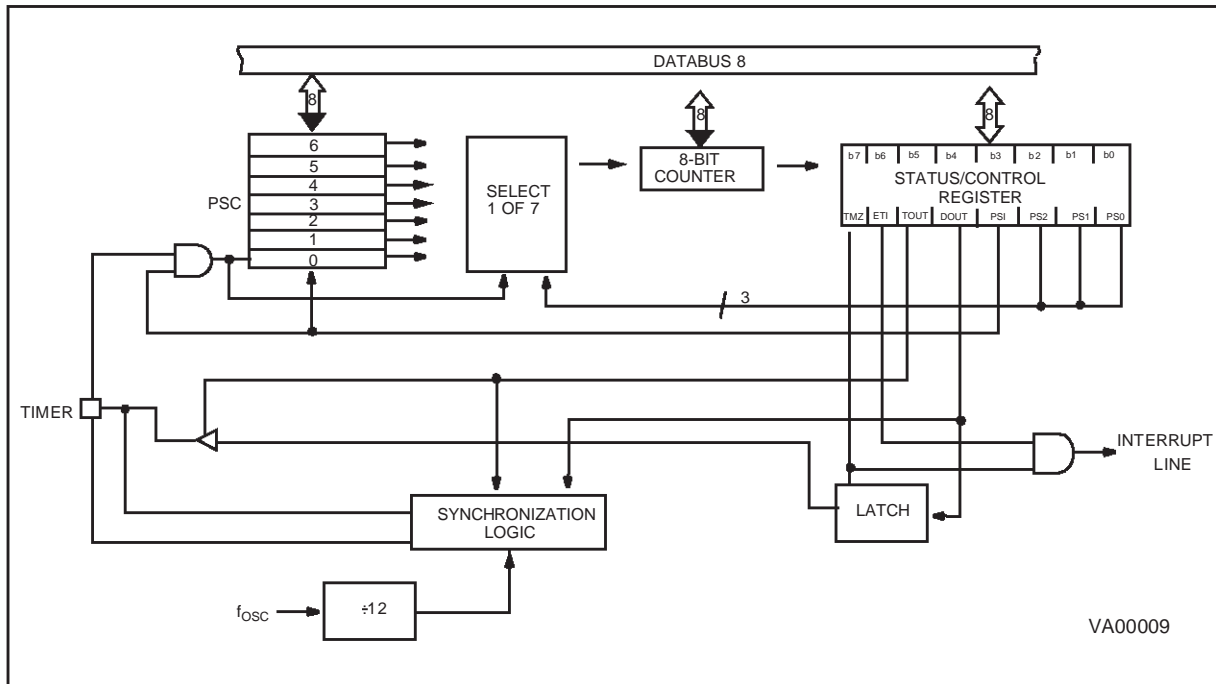 DATABUS 8
8
8
8
6
5
4
3
2
1
0
PSC
SELECT
1 OF 7
8-BIT
COUNTER
b7 b6 b5 b4 b3 b2 b1 b0
STATUS/CONTROL
REGISTER
TMZ ETI TOUT DOUT PSI PS2 PS1 PS0
3
TIMER
SYNCHRONIZATION
LOGIC
LATCH
INTERRUPT
LINE
fOSC
÷12
VA00009